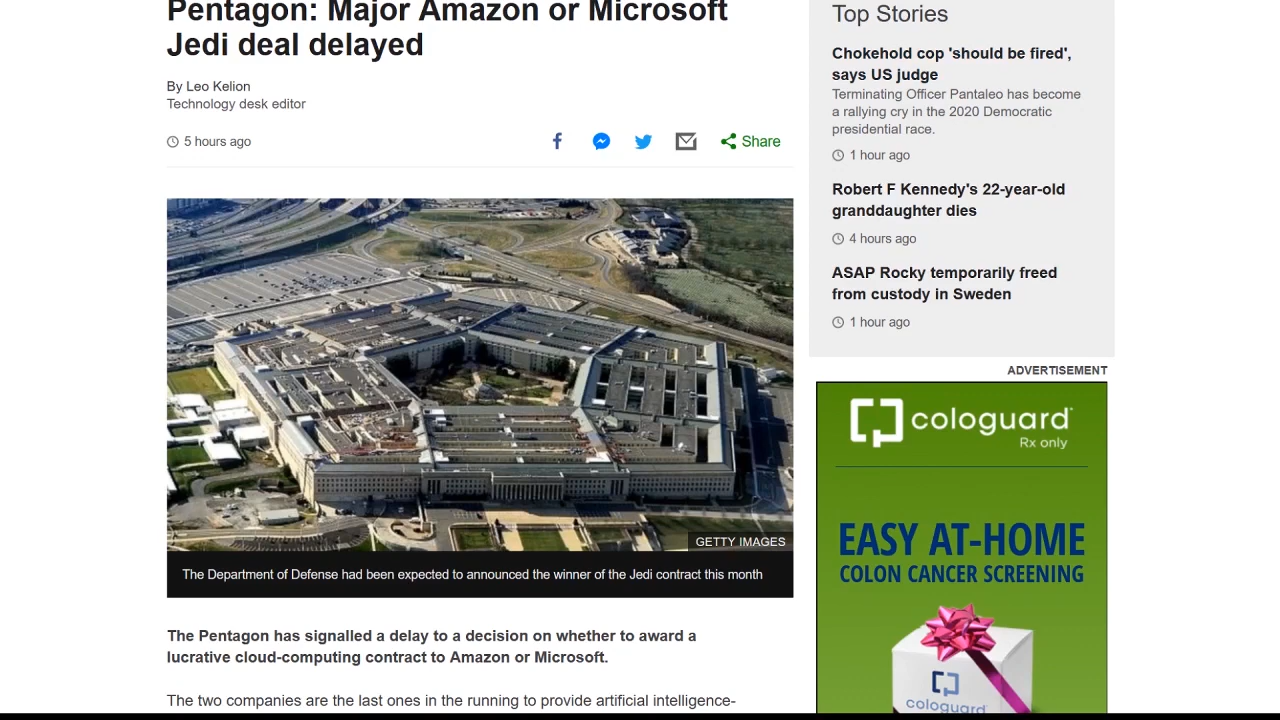 Pentagon: Major Amazon or Microsoft
Jedi deal delayed
By Leo Kelion
Technology desk editor
5 hours ago
Share
GETTY IMAGES
The Department of Defense had been expected to announced the winner of the Jedi contract this month
The Pentagon has signalled a delay to a decision on whether to award a
lucrative cloud-computing contract to Amazon or Microsoft.
The two companies are the last ones in the running to provide artificial intelligence-
Top Stories
Chokehold cop 'should be fired',
says US judge
Terminating Officer Pantaleo has become
a rallying cry in the 2020 Democratic
presidential race.
1 hour ago
Robert F Kennedy's 22-year-old
granddaughter dies
4 hours ago
ASAP Rocky temporarily freed
from custody in Sweden
1 hour ago
ADVERTISEMENT
cologuard
Rx only
EASY AT-HOME
COLON CANCER SCREENING
cologuard